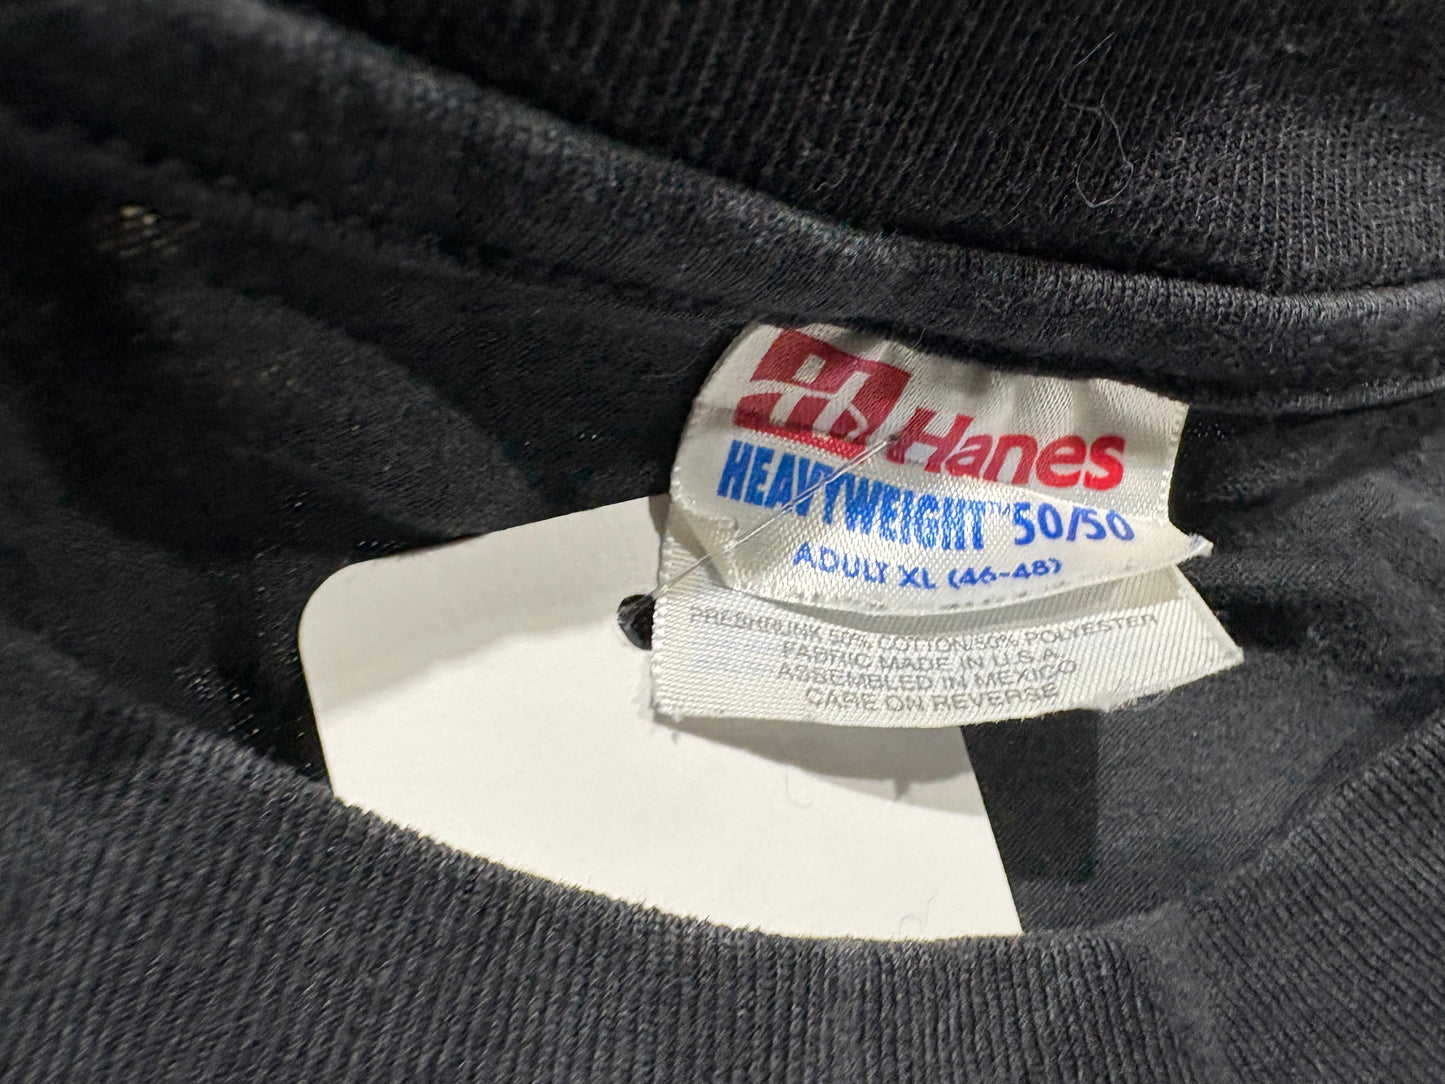 Hanes
HEAVYWEIGHT™ 50/50
ADULT XL (46-48)
PRESHRUNK 50% COTTON/50% POLYESTER
FABRIC MADE IN U.S.A.
ASSEMBLED IN MEXICO
CARE ON REVERSE